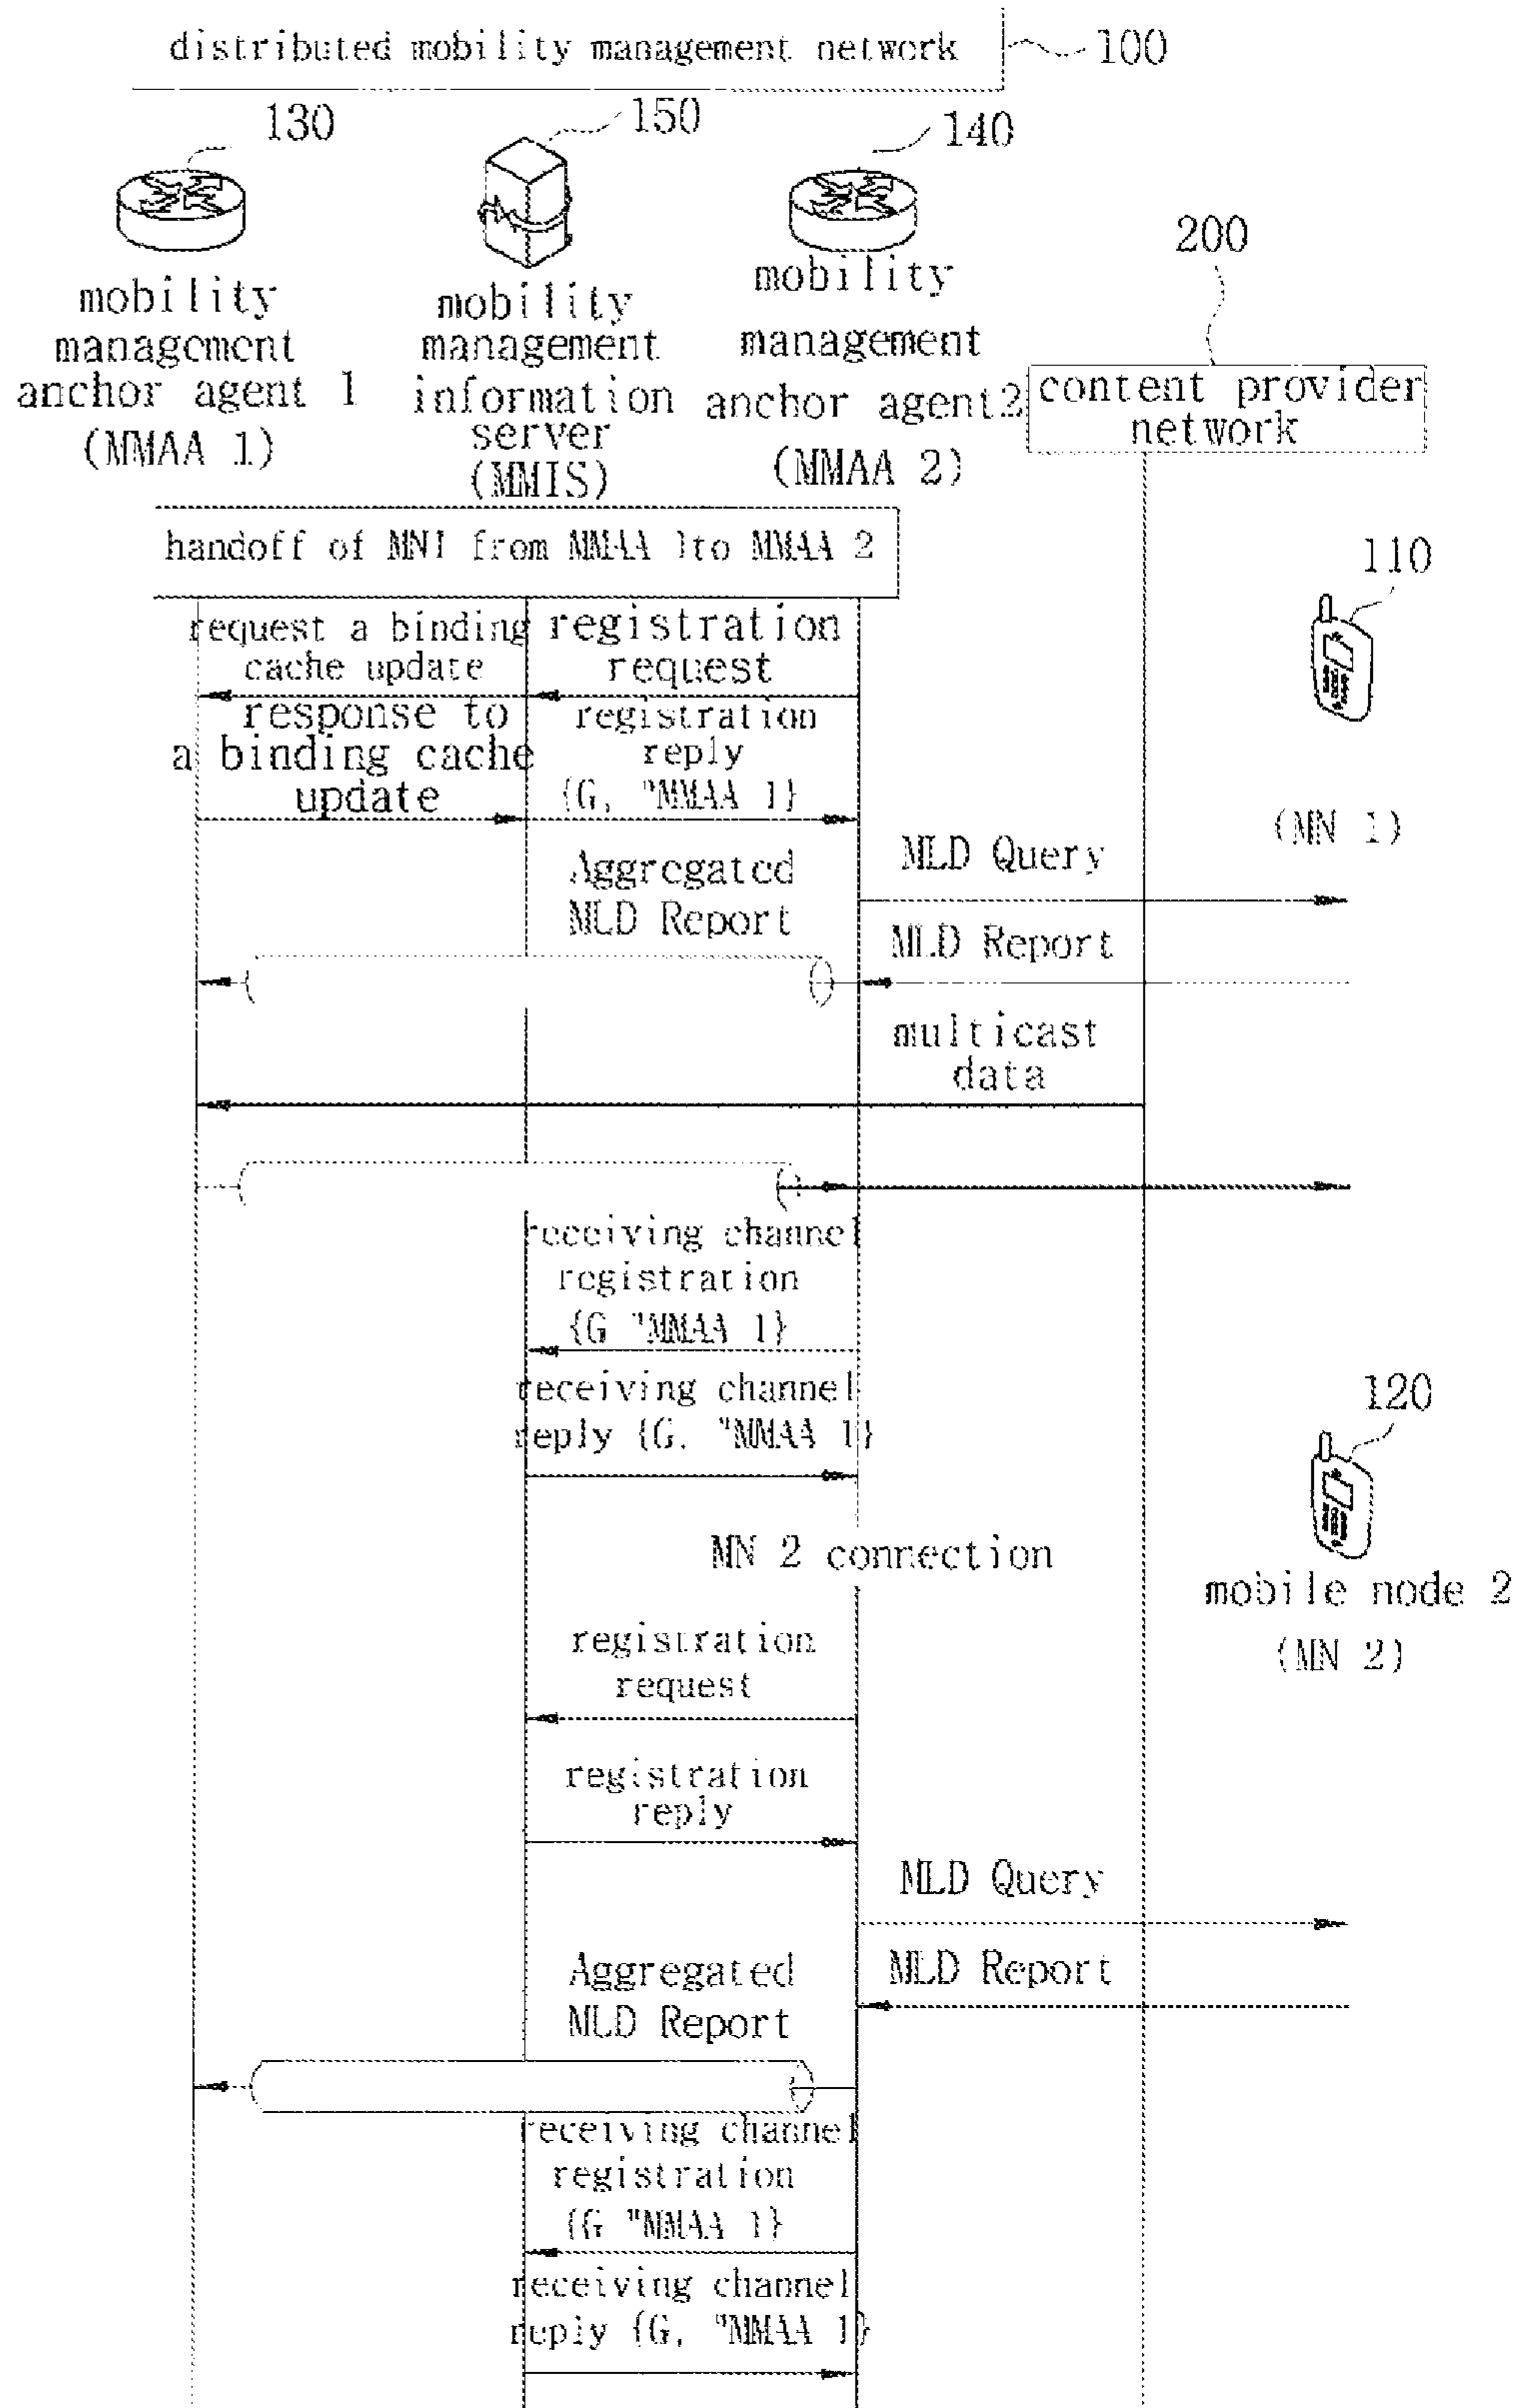 distributed mobility management network
100
130
150
140
200
mobility
management
anchor agent 1
(MMAA 1)
mobility
management
information
server
(MMIS)
mobility
management
anchor agent2
(MMAA 2)
content provider
network
handoff of MN1 from MMAA 1to MMAA 2
110
(MN 1)
request a binding
cache update
registration
request
response to
a binding cache
update
registration
reply
{G, "MMAA 1}
MLD Query
Aggregated
MLD Report
MLD Report
multicast
data
receiving channel
registration
{G "MMAA 1}
receiving channel
reply {G, "MMAA 1}
120
MN 2 connection
mobile node 2
(MN 2)
registration
request
registration
reply
MLD Query
Aggregated
MLD Report
MLD Report
receiving channel
registration
{G "MMAA 1}
receiving channel
reply {G, "MMAA 1}